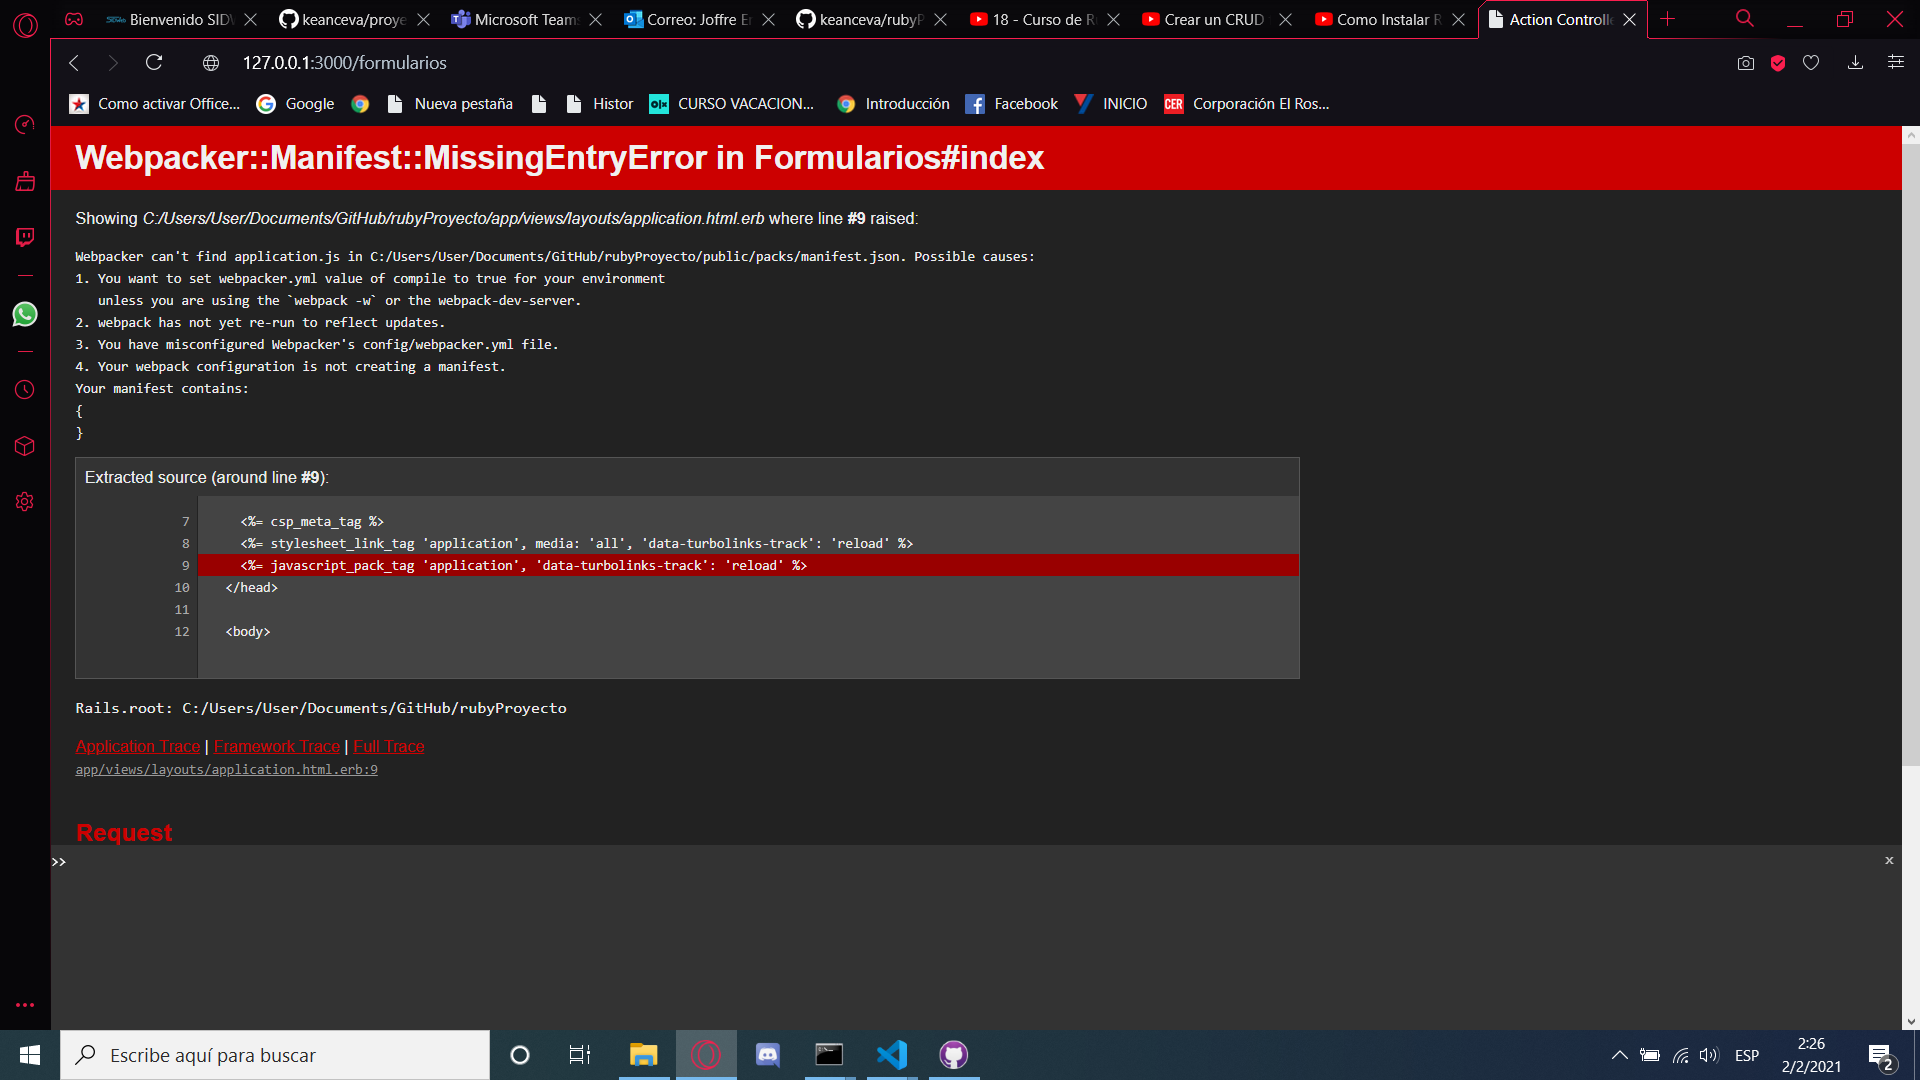 Bienvenido SIDW
keanceva/proye
Microsoft Teams
Correo: Joffre E
keanceva/rubyP
18 - Curso de R
Crear un CRUD
Como Instalar R
Action Controlle
127.0.0.1:3000/formularios
Como activar Office...
Google
Nueva pestaña
Histor
CURSO VACACION...
Introducción
Facebook
INICIO
CER
Corporación El Ros...
Webpacker::Manifest::MissingEntryError in Formularios#index
Showing C:/Users/User/Documents/GitHub/rubyProyecto/app/views/layouts/application.html.erb where line #9 raised:
Webpacker can't find application.js in C:/Users/User/Documents/GitHub/rubyProyecto/public/packs/manifest.json. Possible causes:
1. You want to set webpacker.yml value of compile to true for your environment
unless you are using the `webpack -w` or the webpack-dev-server.
2. webpack has not yet re-run to reflect updates.
3. You have misconfigured Webpacker's config/webpacker.yml file.
4. Your webpack configuration is not creating a manifest.
Your manifest contains:
{
}
Extracted source (around line #9):
7 <%= csp_meta_tag %>
8 <%= stylesheet_link_tag 'application', media: 'all', 'data-turbolinks-track': 'reload' %>
9 <%= javascript_pack_tag 'application', 'data-turbolinks-track': 'reload' %>
10 </head>
11
12 <body>
Rails.root: C:/Users/User/Documents/GitHub/rubyProyecto
Application Trace | Framework Trace | Full Trace
app/views/layouts/application.html.erb:9
Request
>>
x
Escribe aquí para buscar
ESP
2:26
2/2/2021
2